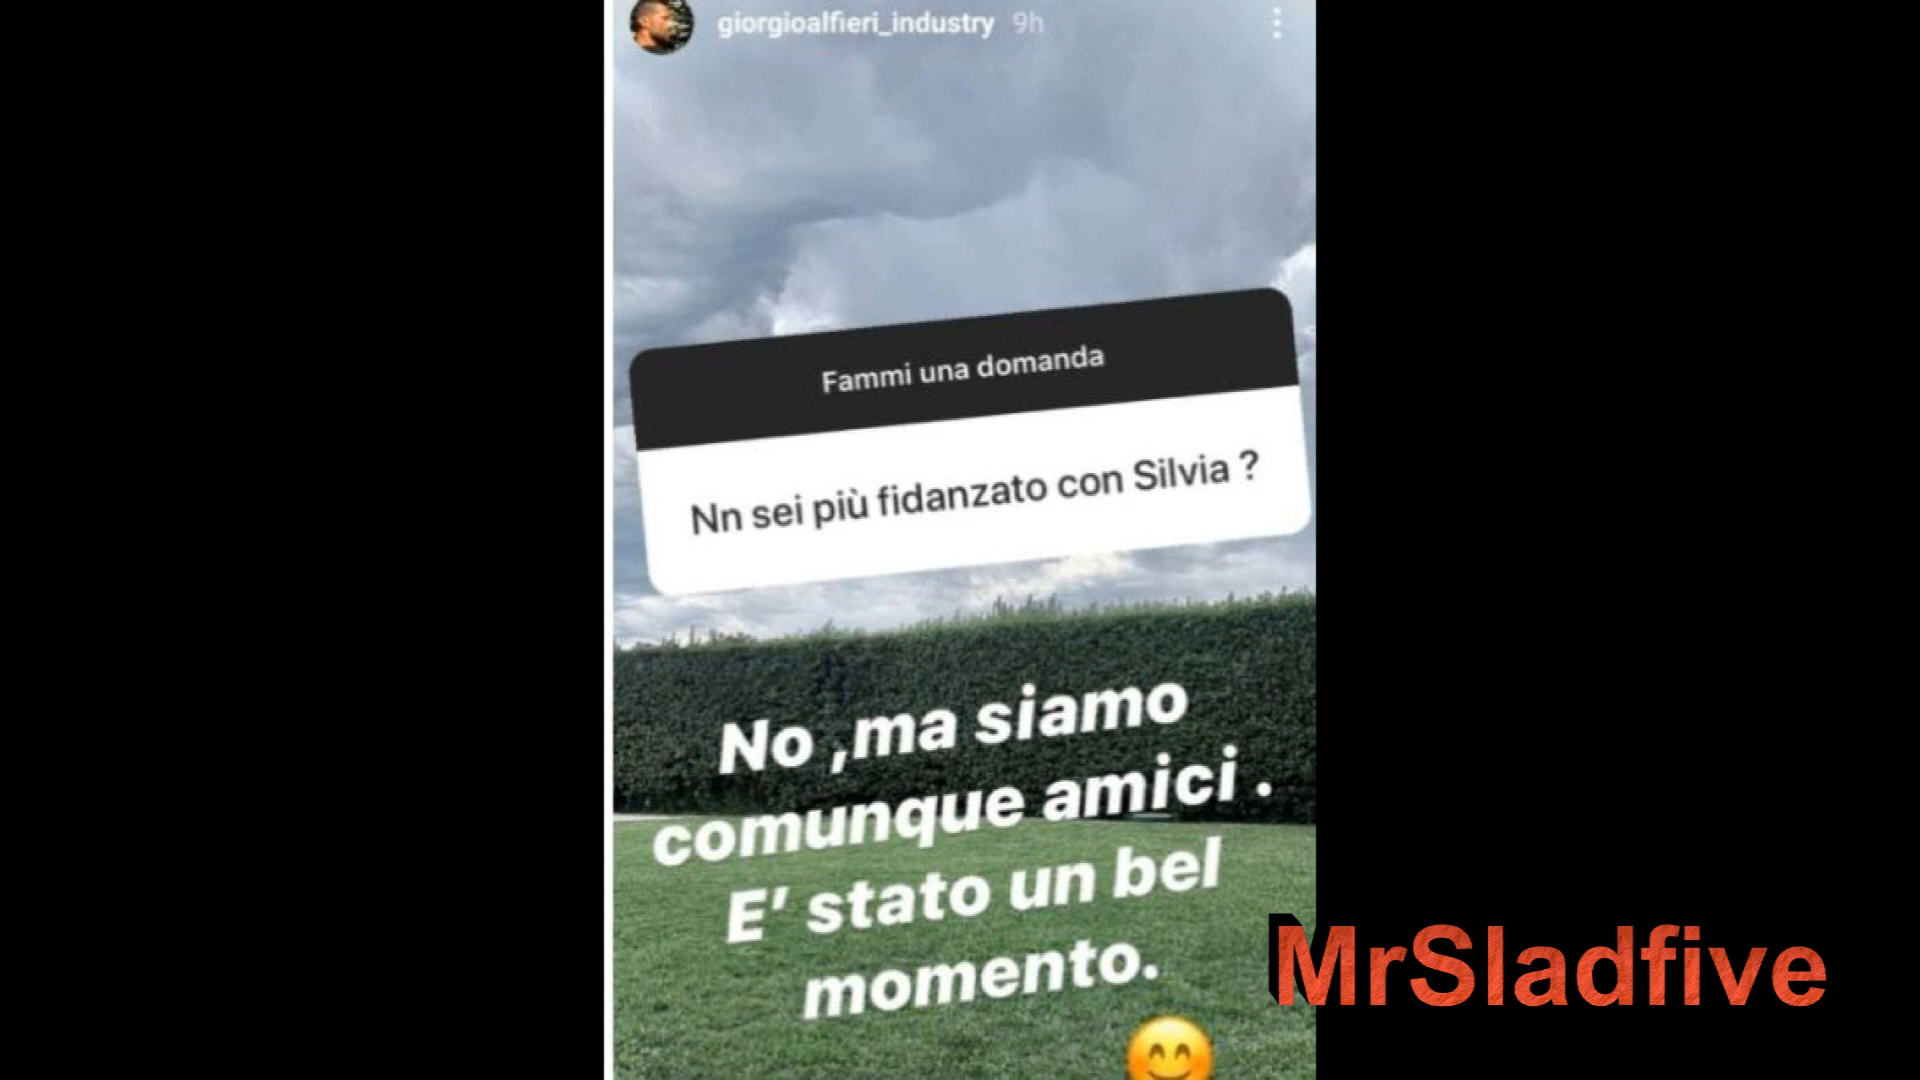 giorgioalfieri_industry 9h
Fammi una domanda
Nn sei più fidanzato con Silvia ?
No ,ma siamo
comunque amici .
E' stato un bel
momento.
MrSladfive